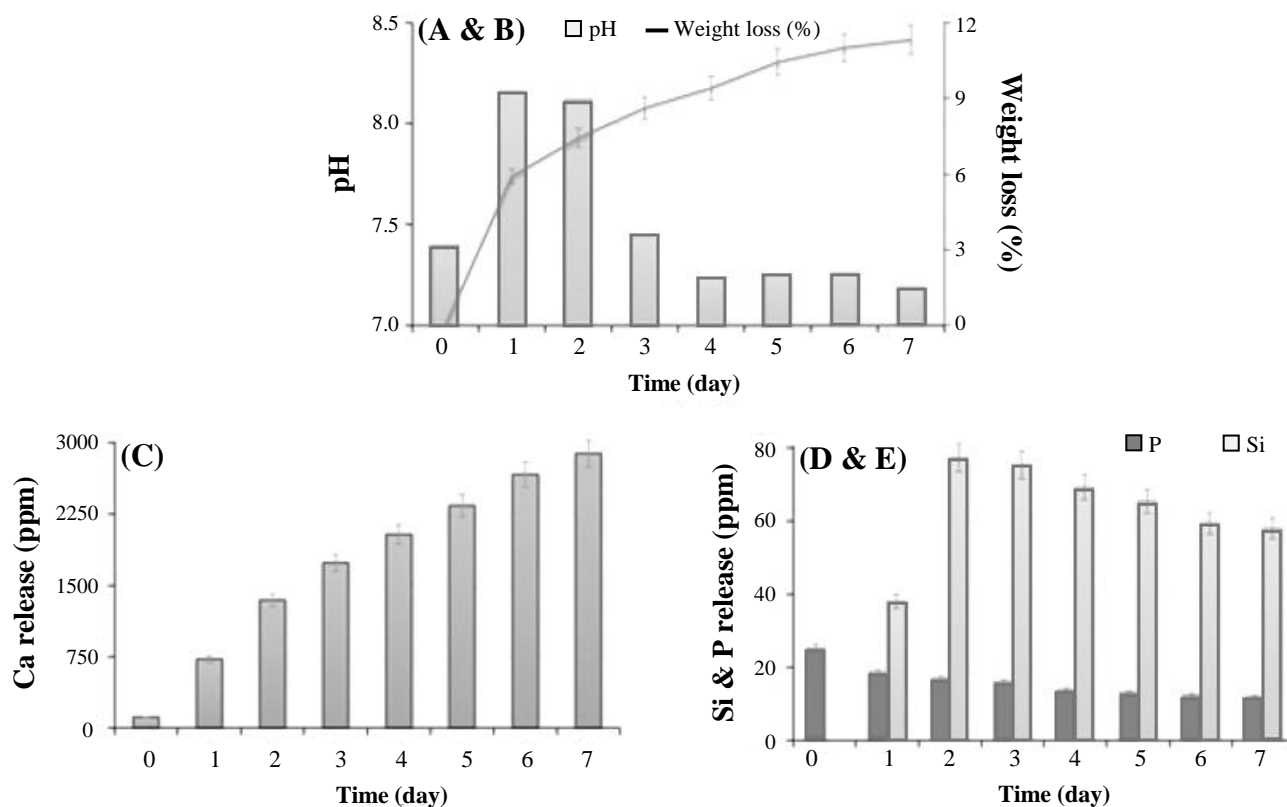 (A & B) pH Weight loss (%)
8.5
8.0
7.5
7.0
pH
12
9
6
3
0
Weight loss (%)
0 1 2 3 4 5 6 7
Time (day)
(C)
3000
2250
1500
750
0
Ca release (ppm)
0 1 2 3 4 5 6 7
Time (day)
(D & E) P Si
80
60
40
20
0
Si & P release (ppm)
0 1 2 3 4 5 6 7
Time (day)